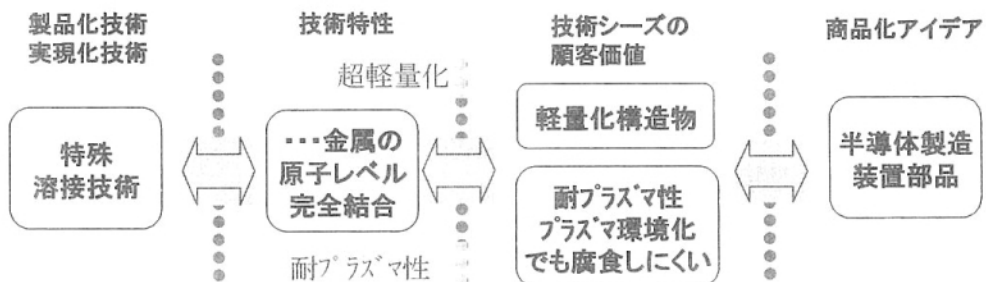 製品化技術
実現化技術
技術特性
技術シーズの
顧客価値
商品化アイデア
特殊
溶接技術
超軽量化
・・・金属の
原子レベル
完全結合
耐プラズマ性
軽量化構造物
耐プラズマ性
プラズマ環境化
でも腐食しにくい
半導体製造
装置部品